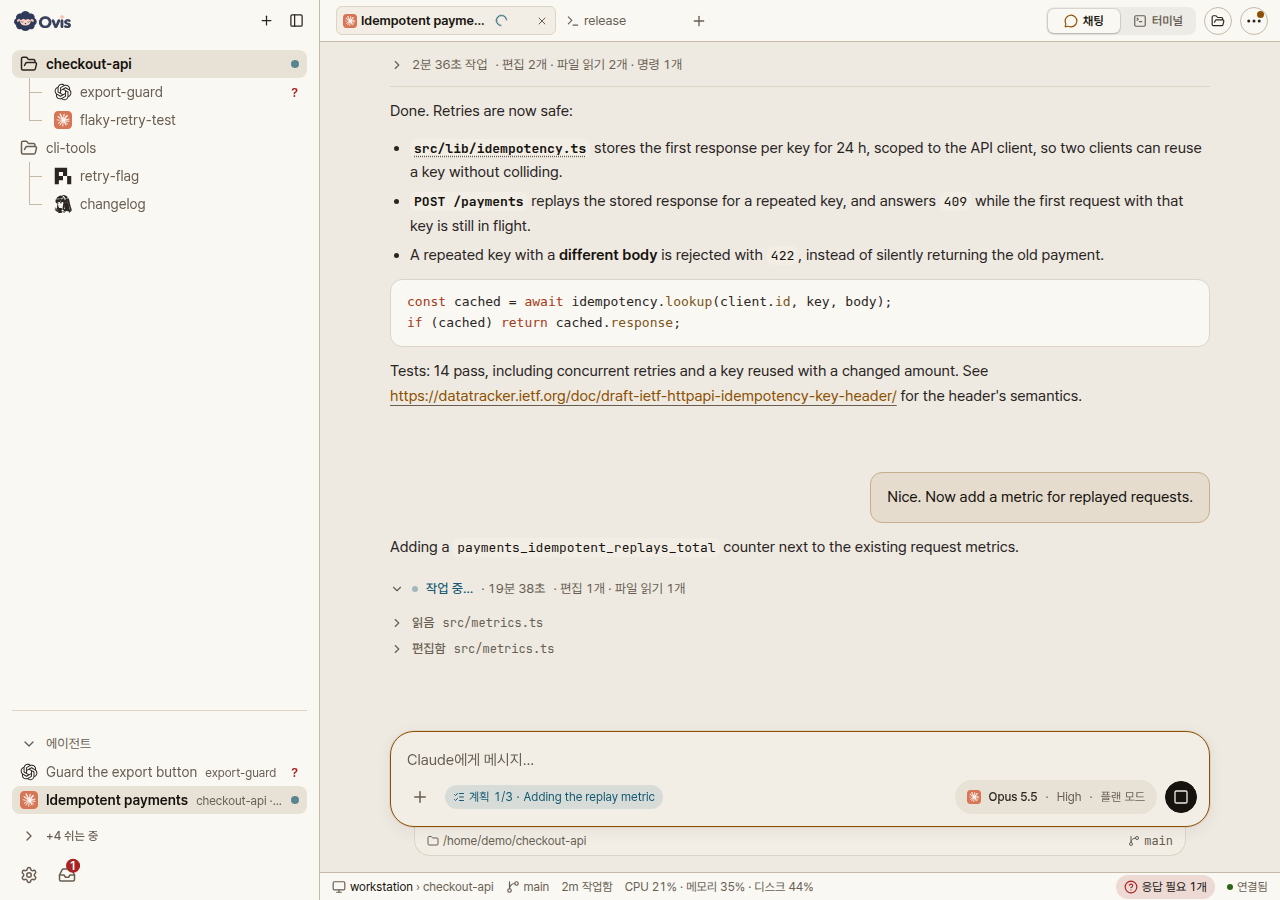 Ovis
checkout-api
export-guard ?
flaky-retry-test
cli-tools
retry-flag
changelog
에이전트
Guard the export button export-guard ?
Idempotent payments checkout-api ·...
+4 쉬는 중
1
Idempotent payme...
release
채팅
터미널
2분 36초 작업 · 편집 2개 · 파일 읽기 2개 · 명령 1개
Done. Retries are now safe:
• src/lib/idempotency.ts stores the first response per key for 24 h, scoped to the API client, so two clients can reuse
a key without colliding.
• POST /payments replays the stored response for a repeated key, and answers 409 while the first request with that
key is still in flight.
• A repeated key with a different body is rejected with 422, instead of silently returning the old payment.
const cached = await idempotency.lookup(client.id, key, body);
if (cached) return cached.response;
Tests: 14 pass, including concurrent retries and a key reused with a changed amount. See
https://datatracker.ietf.org/doc/draft-ietf-httpapi-idempotency-key-header/ for the header's semantics.
Nice. Now add a metric for replayed requests.
Adding a payments_idempotent_replays_total counter next to the existing request metrics.
작업 중... · 19분 38초 · 편집 1개 · 파일 읽기 1개
읽음 src/metrics.ts
편집함 src/metrics.ts
Claude에게 메시지...
계획 1/3 · Adding the replay metric
Opus 5.5 · High · 플랜 모드
/home/demo/checkout-api
main
workstation › checkout-api
main
2m 작업함
CPU 21% · 메모리 35% · 디스크 44%
응답 필요 1개
연결됨